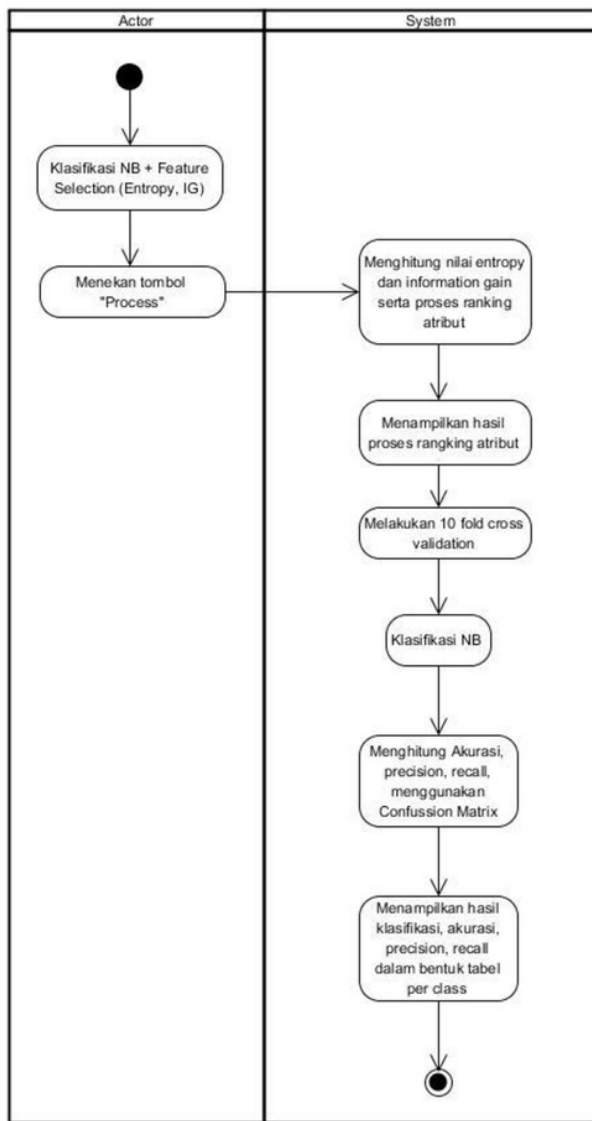 Actor
System
Klasifikasi NB + Feature
Selection (Entropy, IG)
Menekan tombol
"Process"
Menghitung nilai entropy
dan information gain
serta proses ranking
atribut
Menampilkan hasil
proses rangking atribut
Melakukan 10 fold cross
validation
Klasifikasi NB
Menghitung Akurasi,
precision, recall,
menggunakan
Confussion Matrix
Menampilkan hasil
klasifikasi, akurasi,
precision, recall
dalam bentuk tabel
per class